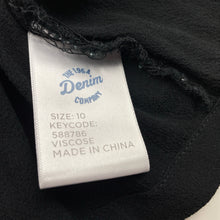 THE 1964
Denim
COMPANY
SIZE: 10
KEYCODE:
588786
VISCOSE
MADE IN CHINA